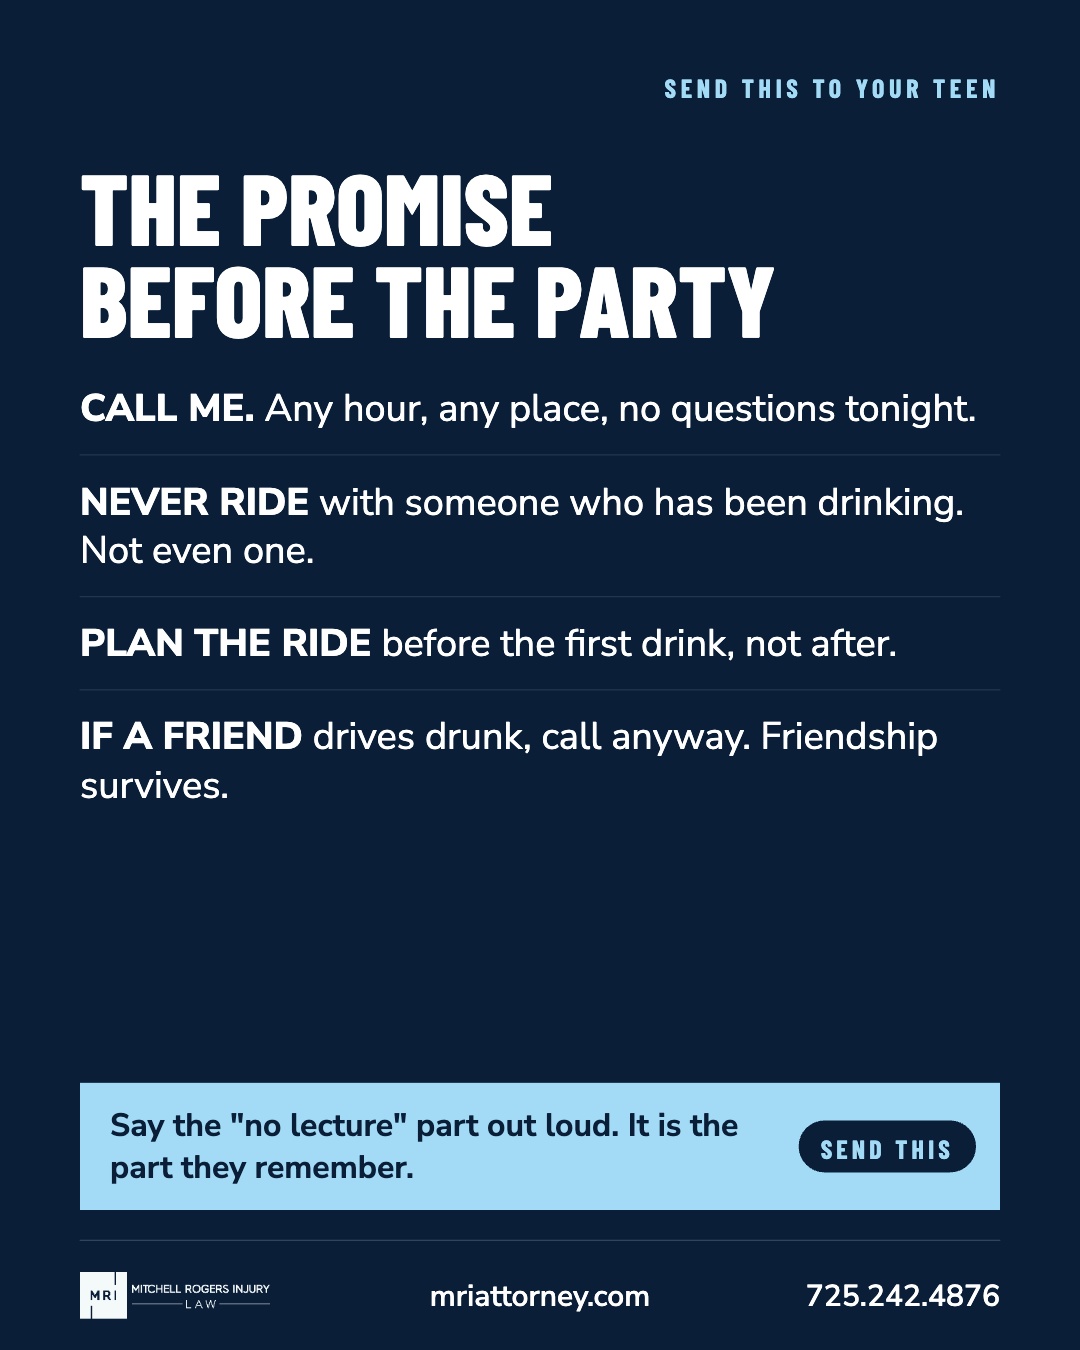 SEND THIS TO YOUR TEEN
THE PROMISE
BEFORE THE PARTY
CALL ME. Any hour, any place, no questions tonight.
NEVER RIDE with someone who has been drinking.
Not even one.
PLAN THE RIDE before the first drink, not after.
IF A FRIEND drives drunk, call anyway. Friendship
survives.
Say the "no lecture" part out loud. It is the
part they remember.
SEND THIS
MRI
MITCHELL ROGERS INJURY
LAW
mriattorney.com
725.242.4876